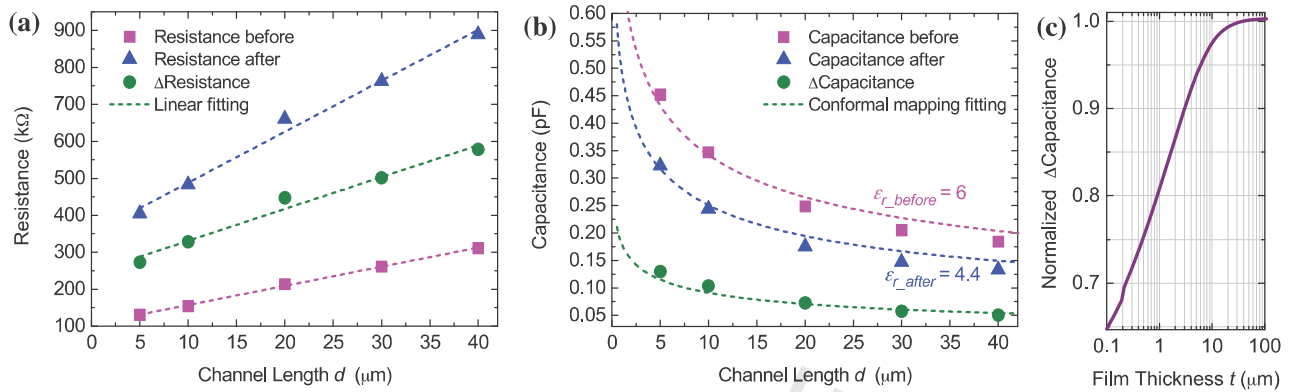 (a)
Resistance before
Resistance after
ΔResistance
Linear fitting
900
800
700
600
500
400
300
200
100
Resistance (kΩ)
0 5 10 15 20 25 30 35 40
Channel Length d (μm)
(b)
Capacitance before
Capacitance after
ΔCapacitance
Conformal mapping fitting
0.60
0.55
0.50
0.45
0.40
0.35
0.30
0.25
0.20
0.15
0.10
0.05
Capacitance (pF)
εr_before = 6
εr_after = 4.4
0 5 10 15 20 25 30 35 40
Channel Length d (μm)
(c)
1.0
0.9
0.8
0.7
Normalized ΔCapacitance
0.1 1 10 100
Film Thickness t (μm)